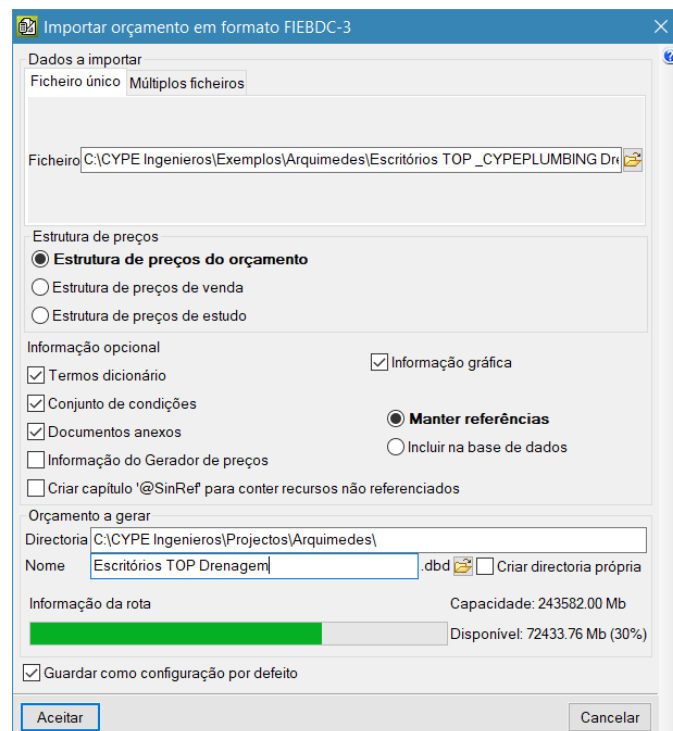 Importar orçamento em formato FIEBDC-3
Dados a importar
Ficheiro único Múltiplos ficheiros
Ficheiro C:\CYPE Ingenieros\Exemplos\Arquimedes\Escritórios TOP _CYPEPLUMBING
Estrutura de preços
Estrutura de preços do orçamento
Estrutura de preços de venda
Estrutura de preços de estudo
Informação opcional
Informação gráfica
Termos dicionário
Conjunto de condições
Manter referências
Documentos anexos
Incluir na base de dados
Informação do Gerador de preços
Criar capítulo '@SinRef' para conter recursos não referenciados
Orçamento a gerar
Directoria C:\CYPE Ingenieros\Projectos\Arquimedes\
Nome Escritórios TOP Drenagem .dbd Criar directoria própria
Informação da rota Capacidade: 243582.00 Mb
Disponível: 72433.76 Mb (30%)
Guardar como configuração por defeito
Aceitar Cancelar